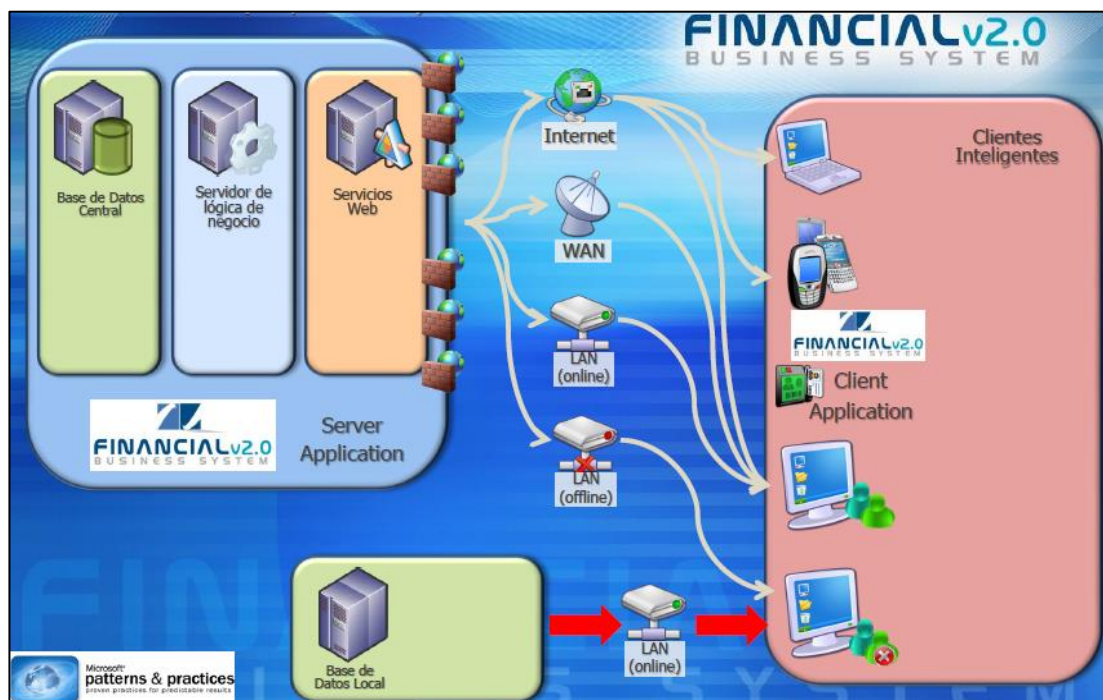 FINANCIALv2.0
BUSINESS SYSTEM
Base de Datos
Central
Servidor de
lógica de
negocio
Servicios
Web
FINANCIALv2.0
BUSINESS SYSTEM
Server
Application
Internet
WAN
LAN
(online)
LAN
(offline)
Clientes
Inteligentes
FINANCIALv2.0
BUSINESS SYSTEM
Client
Application
Base de
Datos Local
LAN
(online)
Microsoft
patterns & practices
proven practices for predictable results